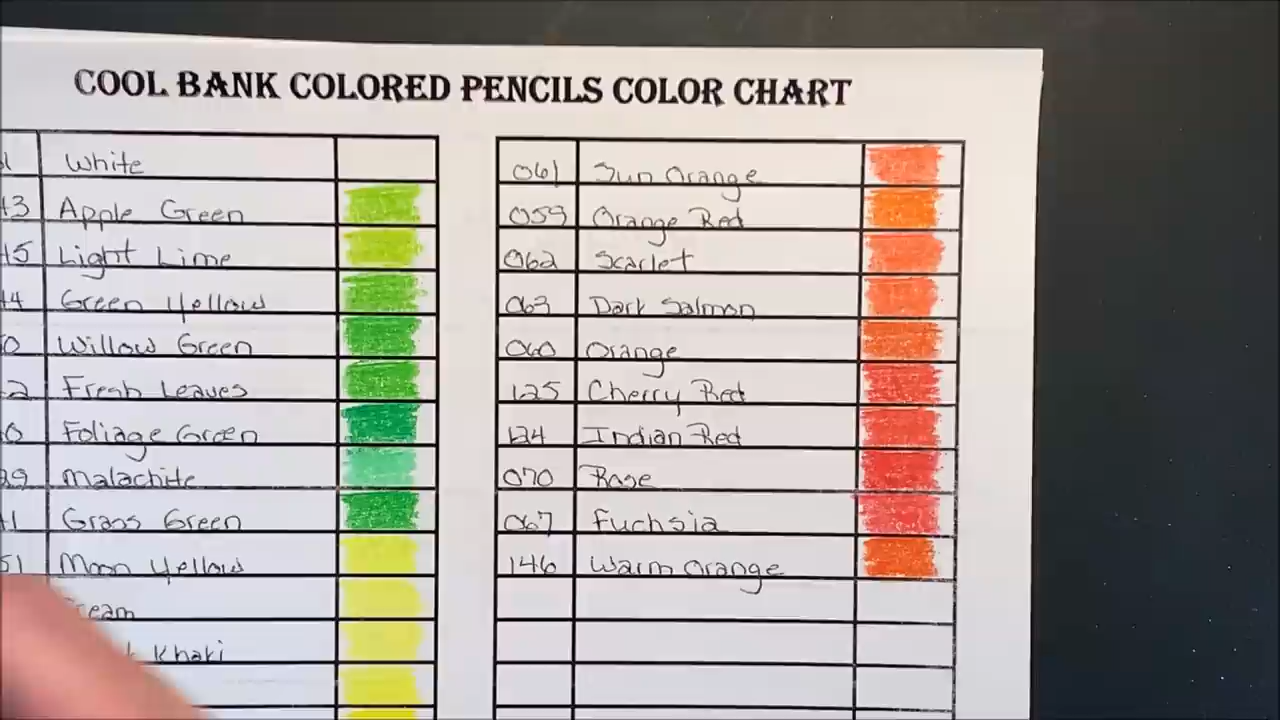 COOL BANK COLORED PENCILS COLOR CHART
White
Apple Green
Light Lime
Green Yellow
Willow Green
Fresh Leaves
Foliage Green
Malachite
Grass Green
Moon Yellow
Cream
Khaki
061 Sun Orange
059 Orange Red
062 Scarlet
063 Dark Salmon
060 Orange
125 Cherry Red
124 Indian Red
070 Rose
067 Fuchsia
146 Warm Orange